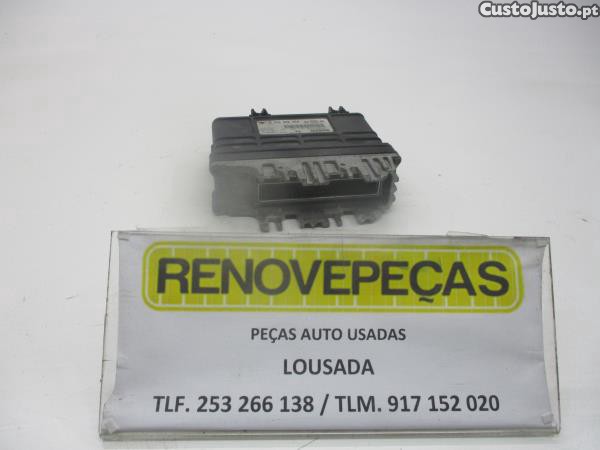 CustoJusto.pt
RENOVEPEÇAS
PEÇAS AUTO USADAS
LOUSADA
TLF. 253 266 138 / TLM. 917 152 020